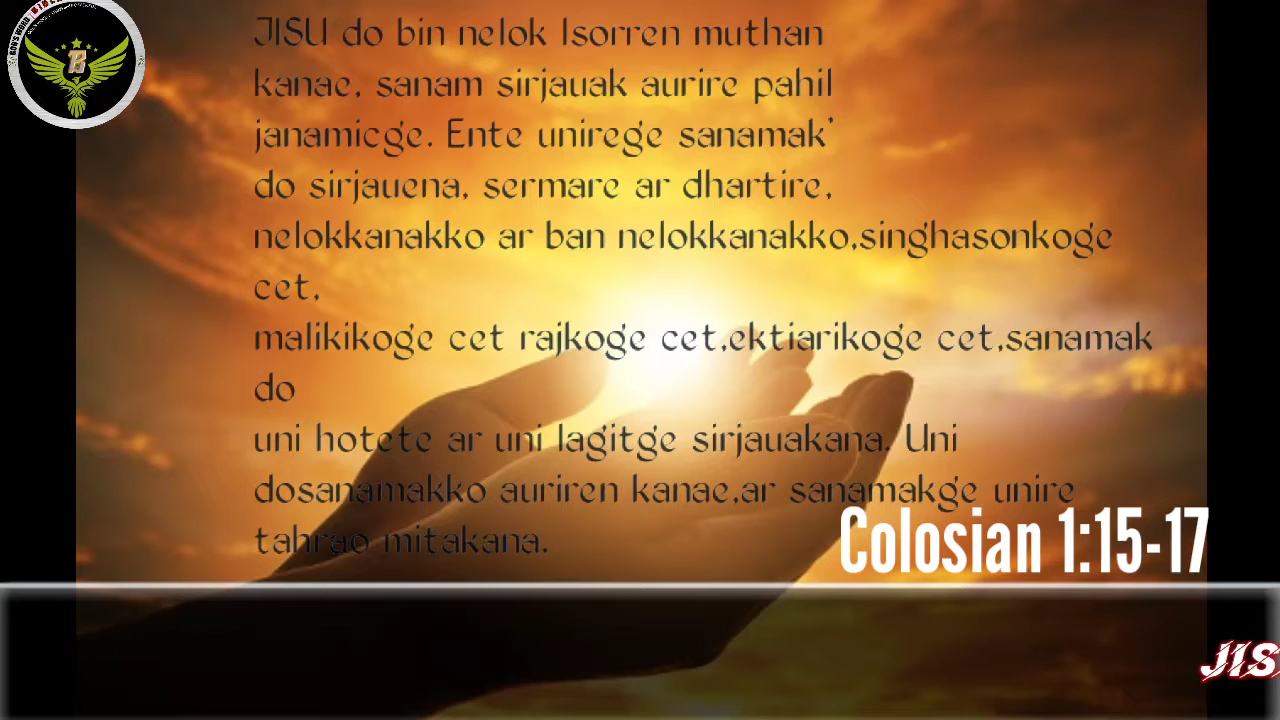 JISU do bin nelok Isorren muthan
kanae, sanam sirjauak aurire pahil
janamicge. Ente unirege sanamak'
do sirjauena, sermare ar dhartire,
nelokkanakko ar ban nelokkanakko,singhasonkoge
cet,
malikikoge cet rajkoge cet,ektiarikoge cet,sanamak
do
uni hotete ar uni lagitge sirjauakana. Uni
dosanamakko auriren kanae,ar sanamakge unire
tahrao mitakana.
Colosian 1:15-17
JIS